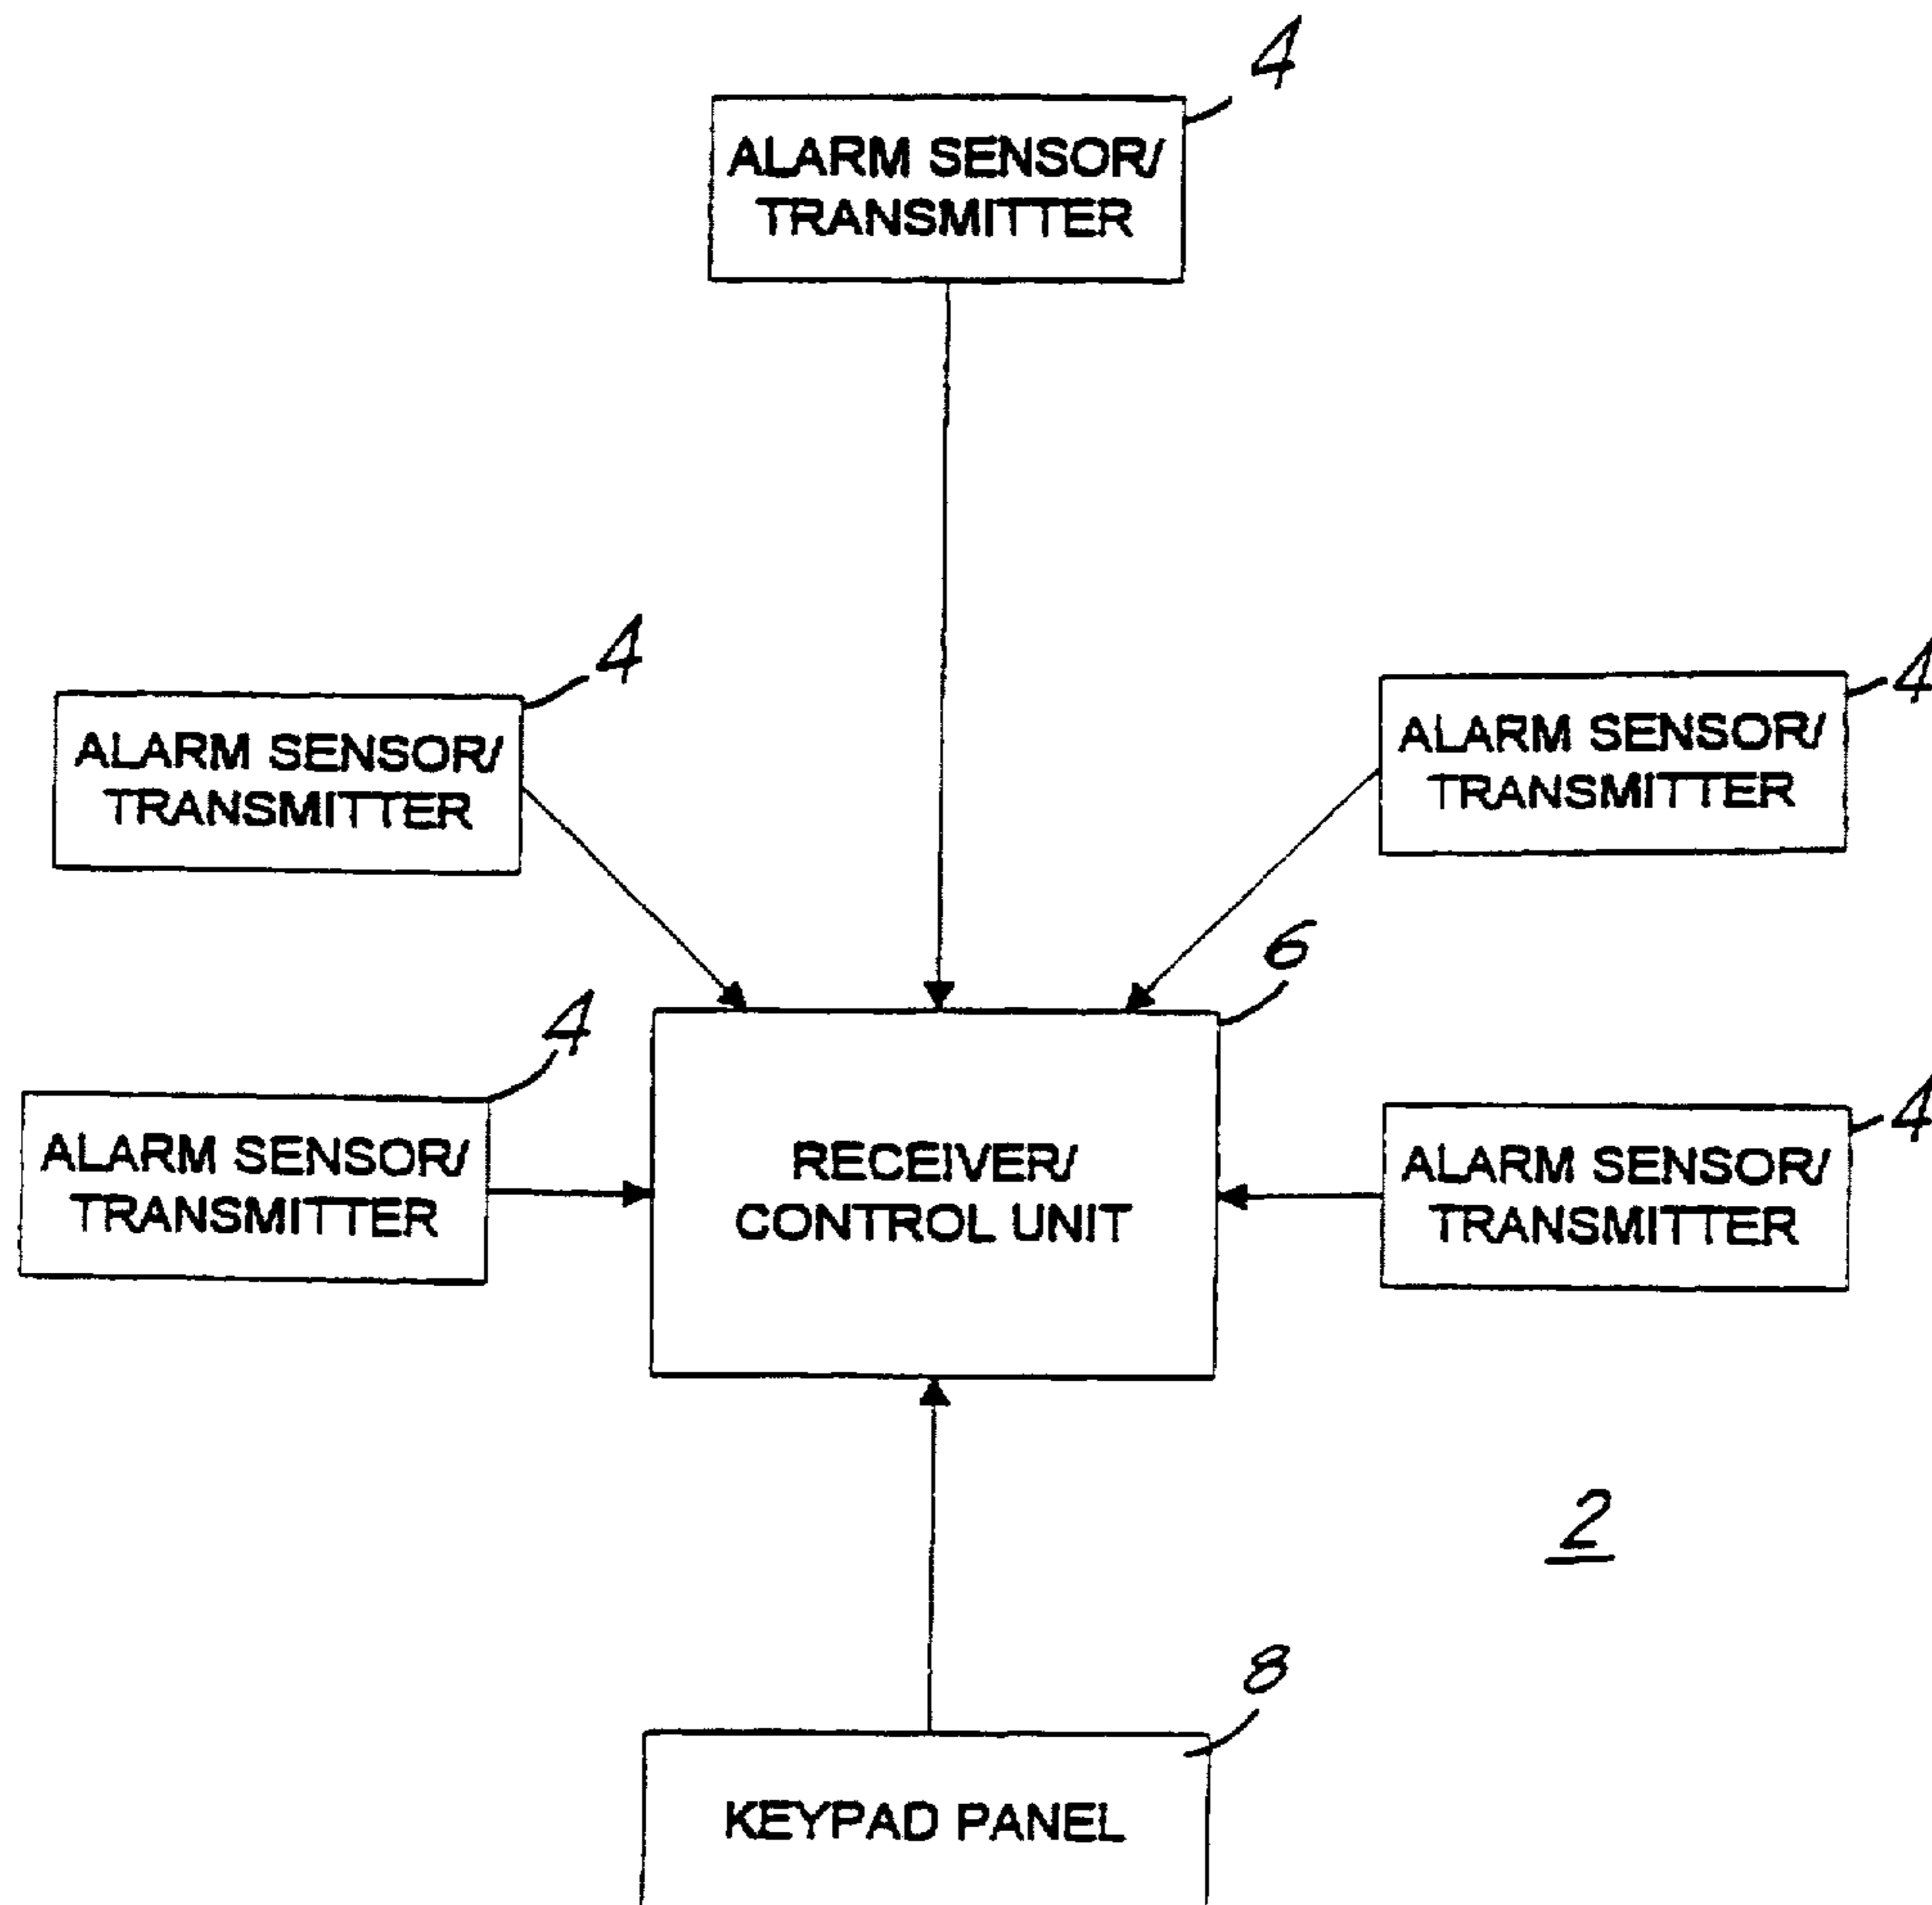 4
ALARM SENSOR/
TRANSMITTER
4
ALARM SENSOR/
TRANSMITTER
4
ALARM SENSOR/
TRANSMITTER
6
4
ALARM SENSOR/
TRANSMITTER
RECEIVER/
CONTROL UNIT
4
ALARM SENSOR/
TRANSMITTER
2
8
KEYPAD PANEL